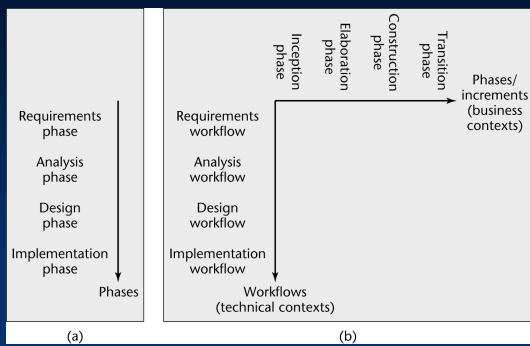 Requirements
phase
Analysis
phase
Design
phase
Implementation
phase
Phases
(a)
Inception
phase
Elaboration
phase
Construction
phase
Transition
phase
Phases/
increments
(business
contexts)
Requirements
workflow
Analysis
workflow
Design
workflow
Implementation
workflow
Workflows
(technical contexts)
(b)